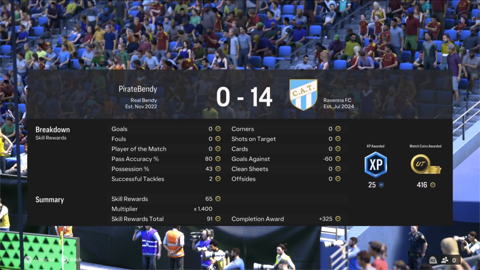 PirateBendy
Real Bendy
Est. Nov 2022
0 - 14
C.A.T.
Ravenna FC
Est. Jul 2024
Breakdown
Skill Rewards
Goals 0
Fouls 0
Player of the Match 0
Pass Accuracy % 80
Possession % 43
Successful Tackles 2
Corners 0
Shots on Target 0
Cards 0
Goals Against -60
Clean Sheets 0
Offsides 0
XP Awarded
XP
25
Match Coins Awarded
UT
416
Summary
Skill Rewards 65
Multiplier x 1.400
Skill Rewards Total 91
Completion Award +325
0